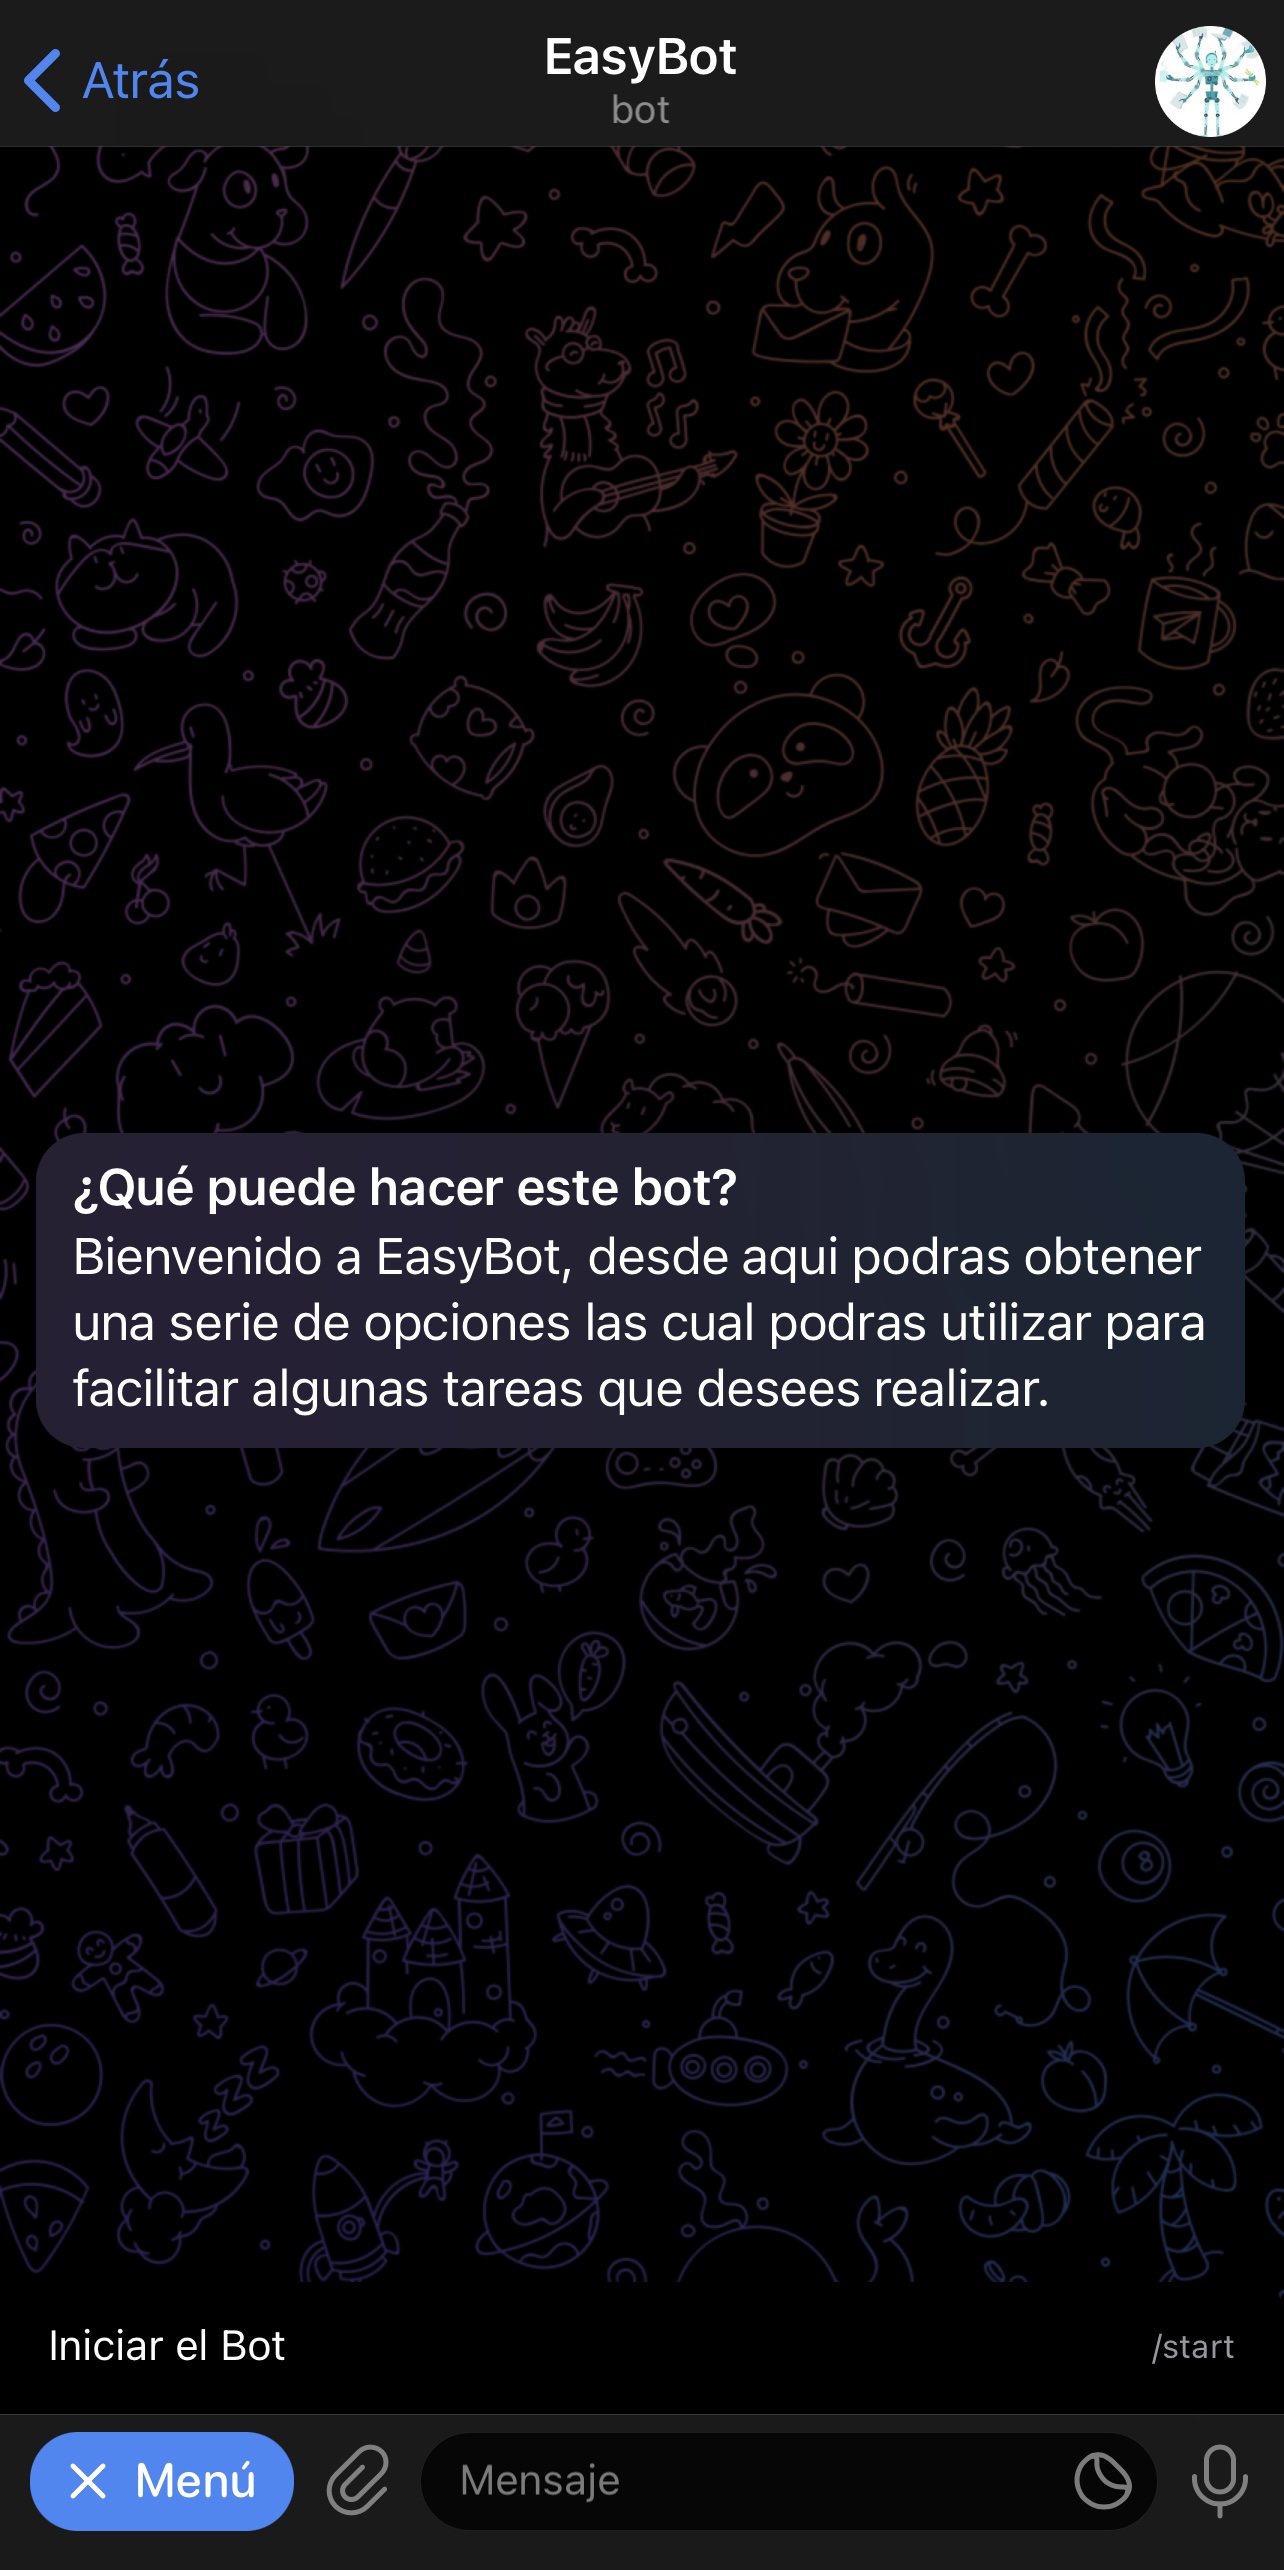 Atrás
EasyBot
bot
¿Qué puede hacer este bot?
Bienvenido a EasyBot, desde aqui podras obtener
una serie de opciones las cual podras utilizar para
facilitar algunas tareas que desees realizar.
Iniciar el Bot /start
Menú Mensaje